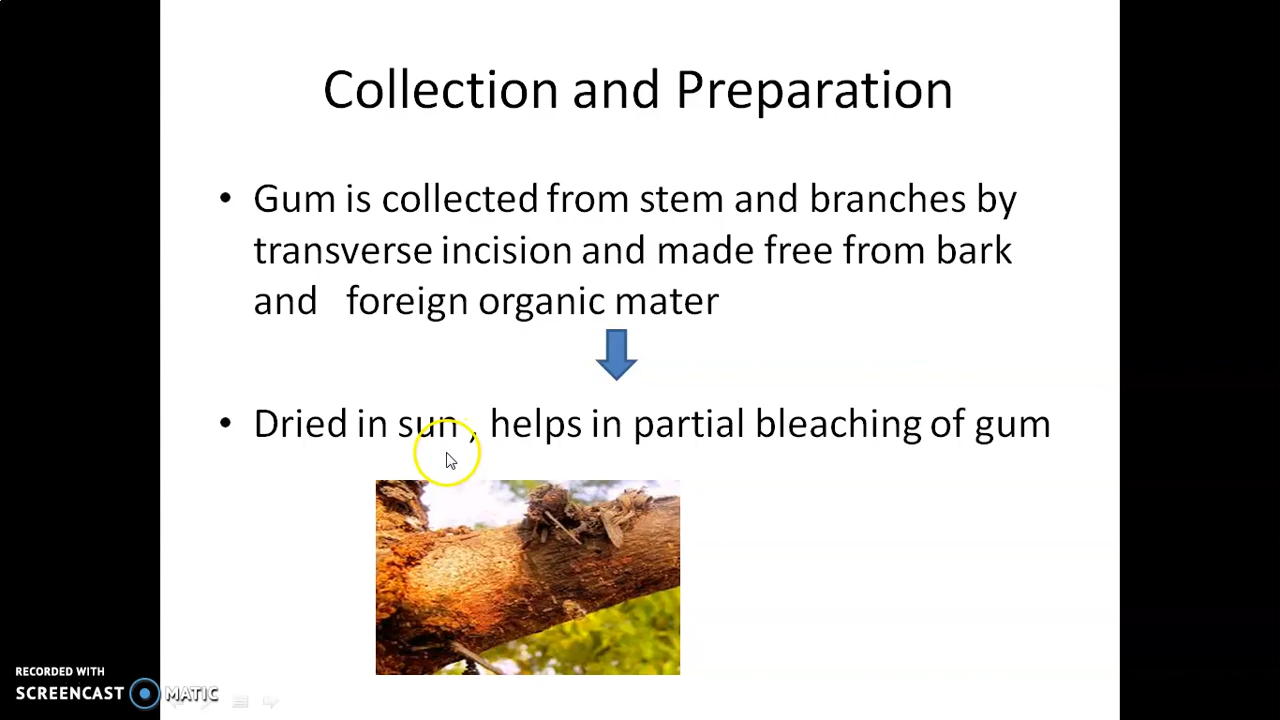 Collection and Preparation
• Gum is collected from stem and branches by
transverse incision and made free from bark
and foreign organic mater
• Dried in sun , helps in partial bleaching of gum
RECORDED WITH
SCREENCAST MATIC